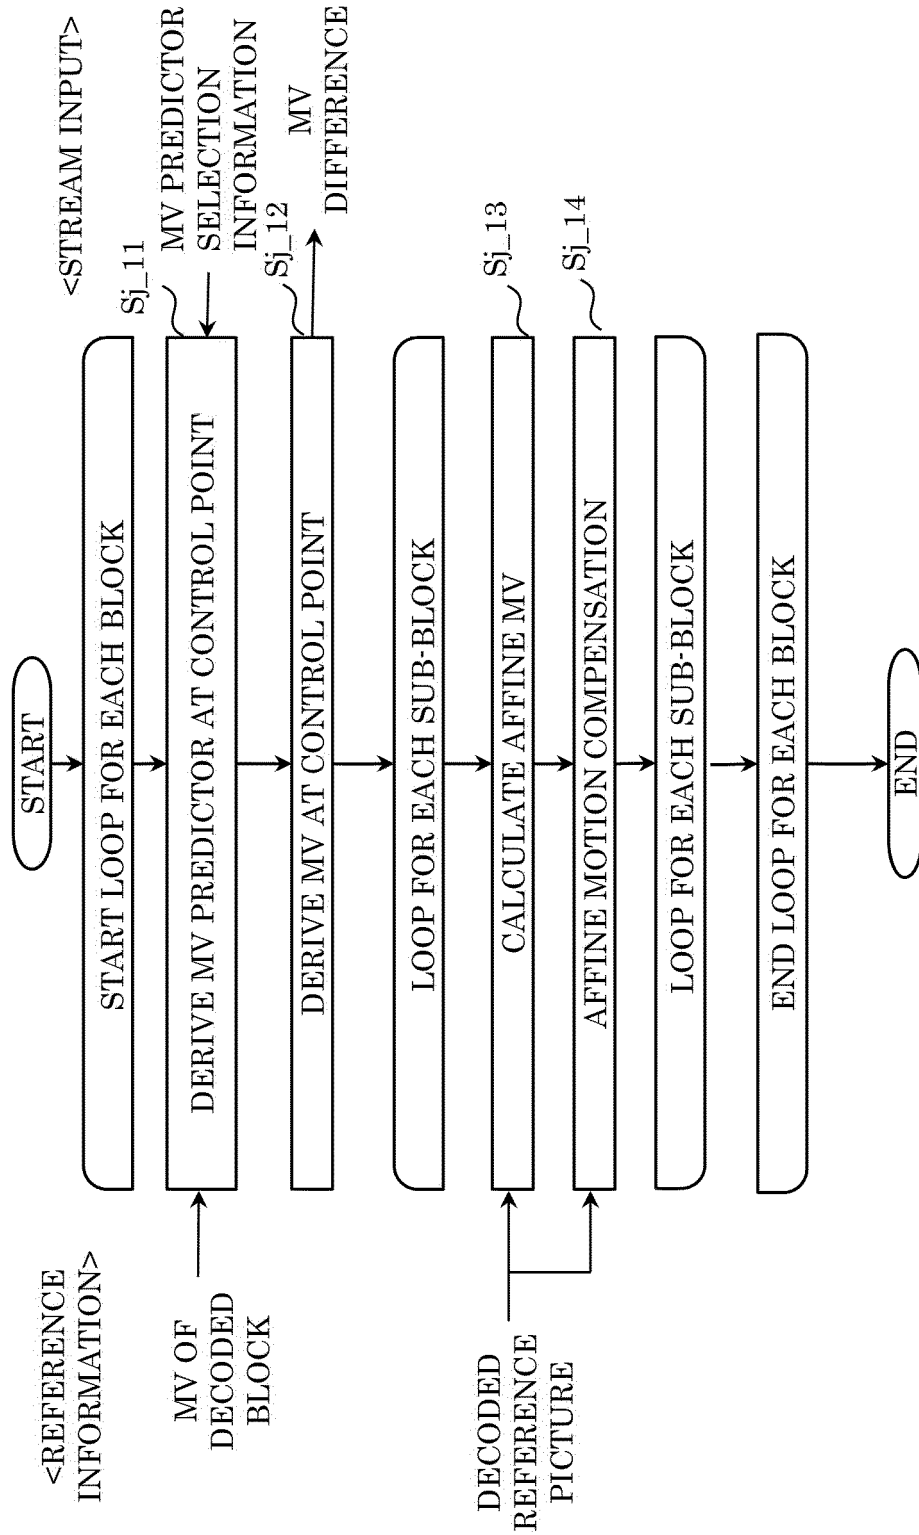 <REFERENCE
INFORMATION>
<STREAM INPUT>
START
START LOOP FOR EACH BLOCK
Sj_11
MV OF
DECODED
BLOCK
DERIVE MV PREDICTOR AT CONTROL POINT
MV PREDICTOR
SELECTION
INFORMATION
Sj_12
DERIVE MV AT CONTROL POINT
MV
DIFFERENCE
LOOP FOR EACH SUB-BLOCK
Sj_13
DECODED
REFERENCE
PICTURE
CALCULATE AFFINE MV
Sj_14
AFFINE MOTION COMPENSATION
LOOP FOR EACH SUB-BLOCK
END LOOP FOR EACH BLOCK
END